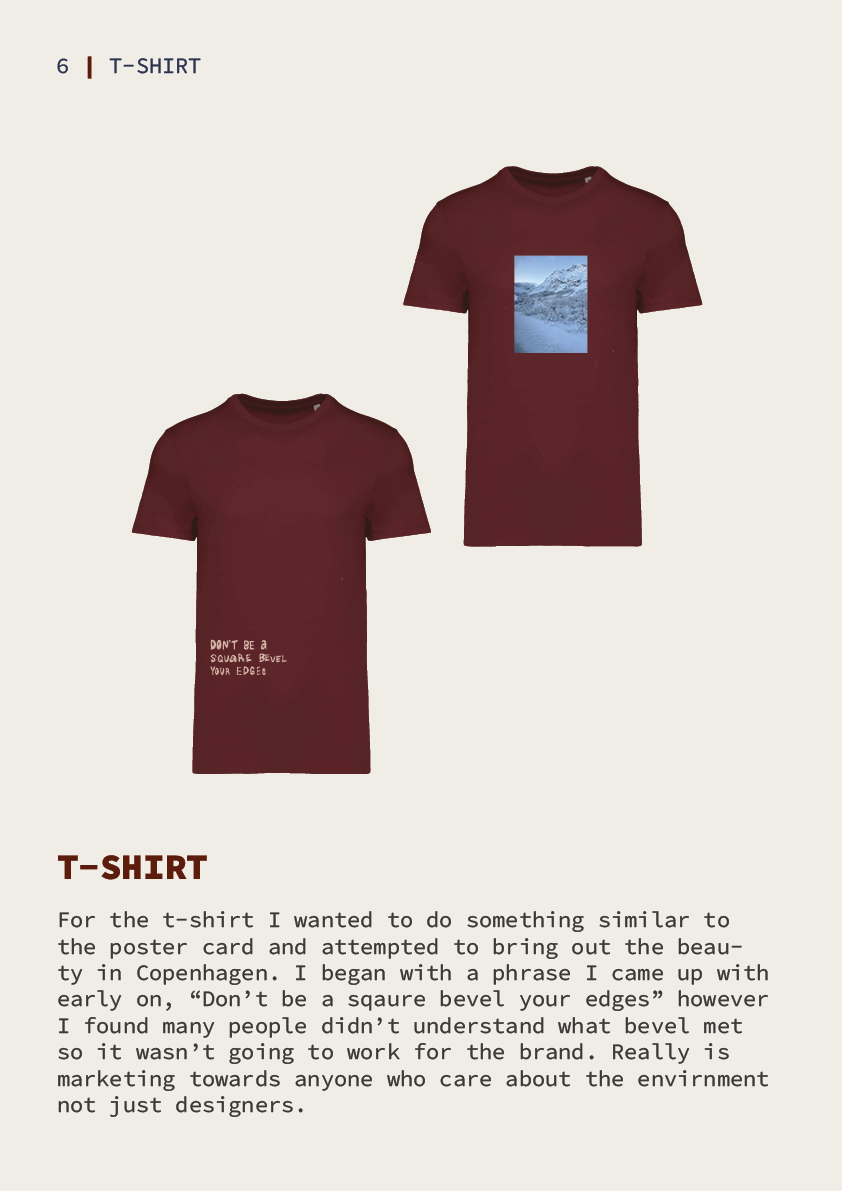 6 | T-SHIRT
DON'T BE a
SQUARE BEVEL
YOUR EDGES
T-SHIRT
For the t-shirt I wanted to do something similar to
the poster card and attempted to bring out the beau-
ty in Copenhagen. I began with a phrase I came up with
early on, “Don’t be a sqaure bevel your edges” however
I found many people didn’t understand what bevel met
so it wasn’t going to work for the brand. Really is
marketing towards anyone who care about the envirnment
not just designers.